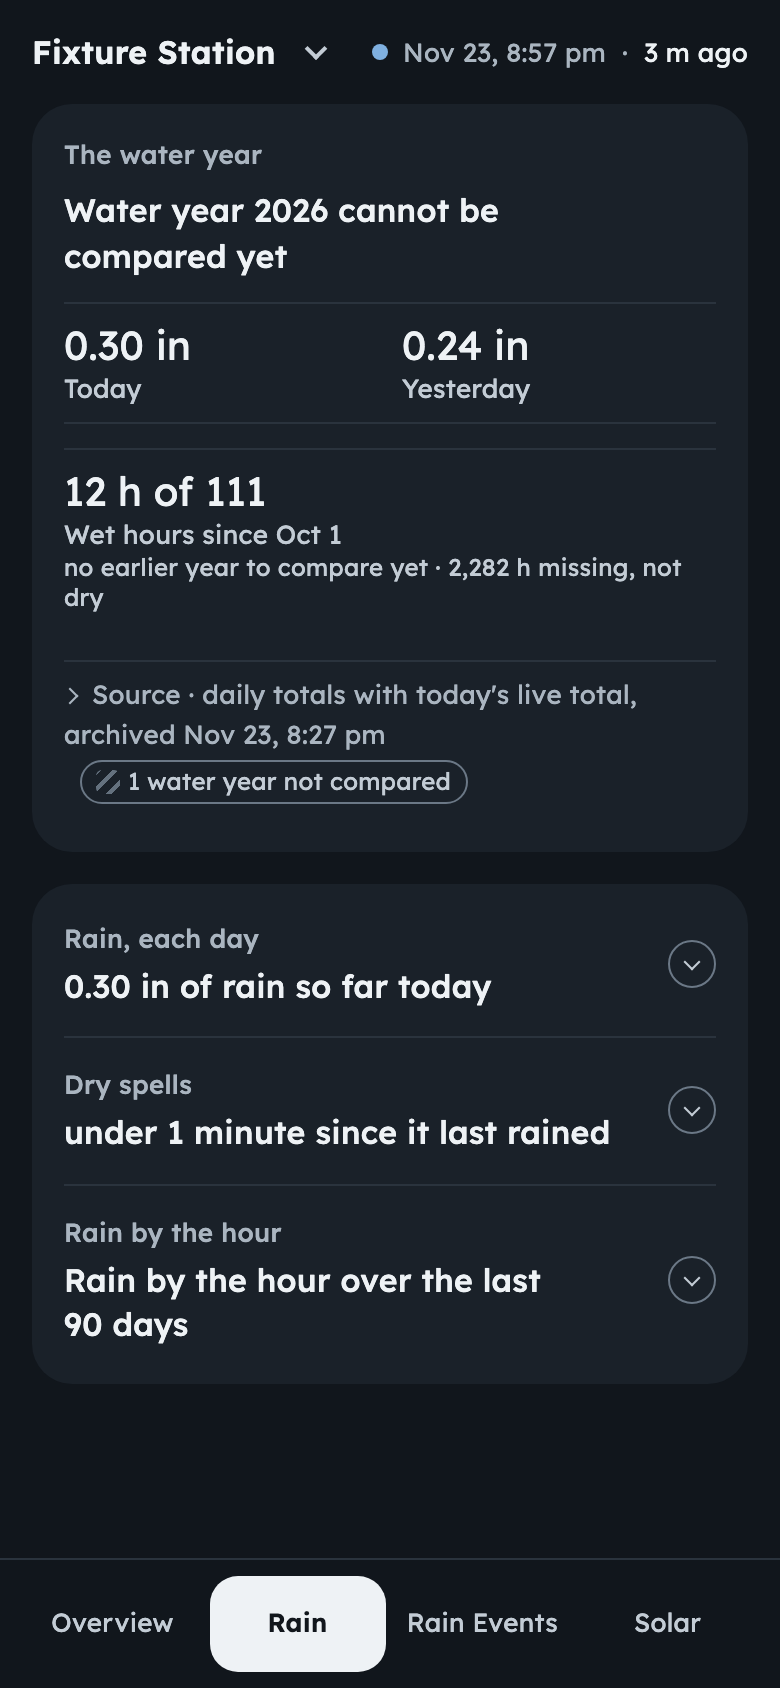 Fixture Station
Nov 23, 8:57 pm · 3 m ago
The water year
Water year 2026 cannot be
compared yet
0.30 in
Today
0.24 in
Yesterday
12 h of 111
Wet hours since Oct 1
no earlier year to compare yet · 2,282 h missing, not
dry
Source · daily totals with today's live total,
archived Nov 23, 8:27 pm
1 water year not compared
Rain, each day
0.30 in of rain so far today
Dry spells
under 1 minute since it last rained
Rain by the hour
Rain by the hour over the last
90 days
Overview
Rain
Rain Events
Solar